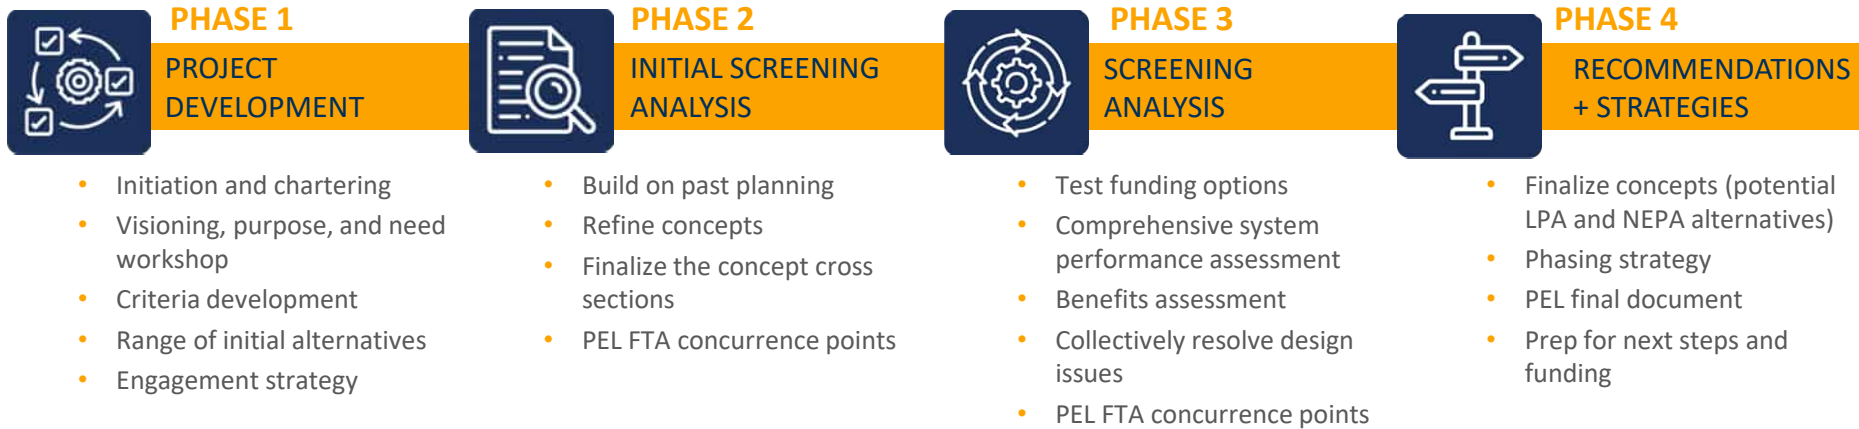 PHASE 1
PROJECT
DEVELOPMENT
• Initiation and chartering
• Visioning, purpose, and need
workshop
• Criteria development
• Range of initial alternatives
• Engagement strategy
PHASE 2
INITIAL SCREENING
ANALYSIS
• Build on past planning
• Refine concepts
• Finalize the concept cross
sections
• PEL FTA concurrence points
PHASE 3
SCREENING
ANALYSIS
• Test funding options
• Comprehensive system
performance assessment
• Benefits assessment
• Collectively resolve design
issues
• PEL FTA concurrence points
PHASE 4
RECOMMENDATIONS
+ STRATEGIES
• Finalize concepts (potential
LPA and NEPA alternatives)
• Phasing strategy
• PEL final document
• Prep for next steps and
funding